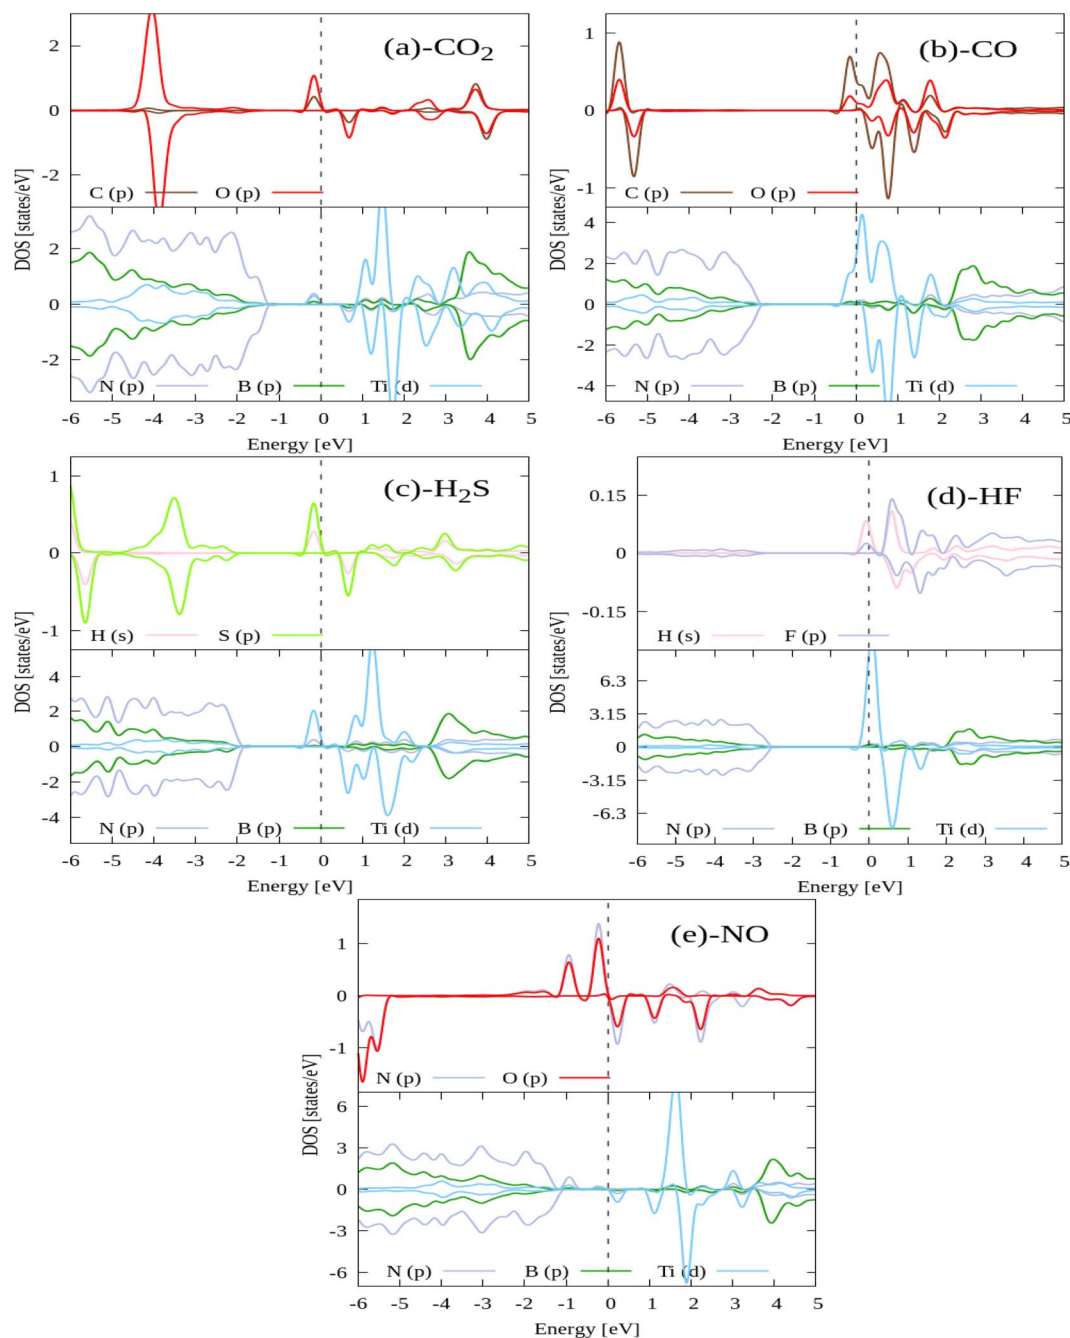 (a)-CO2
2
0
-2
C (p) O (p)
2
0
-2
N (p) B (p) Ti (d)
-6 -5 -4 -3 -2 -1 0 1 2 3 4 5
Energy [eV]
DOS [states/eV]
(b)-CO
1
0
-1
C (p) O (p)
4
2
0
-2
-4
N (p) B (p) Ti (d)
-6 -5 -4 -3 -2 -1 0 1 2 3 4 5
Energy [eV]
DOS [states/eV]
(c)-H2S
1
0
-1
H (s) S (p)
4
2
0
-2
-4
N (p) B (p) Ti (d)
-6 -5 -4 -3 -2 -1 0 1 2 3 4 5
Energy [eV]
DOS [states/eV]
(d)-HF
0.15
0
-0.15
H (s) F (p)
6.3
3.15
0
-3.15
-6.3
N (p) B (p) Ti (d)
-6 -5 -4 -3 -2 -1 0 1 2 3 4 5
Energy [eV]
DOS [states/eV]
(e)-NO
1
0
-1
N (p) O (p)
6
3
0
-3
-6
N (p) B (p) Ti (d)
-6 -5 -4 -3 -2 -1 0 1 2 3 4 5
Energy [eV]
DOS [states/eV]